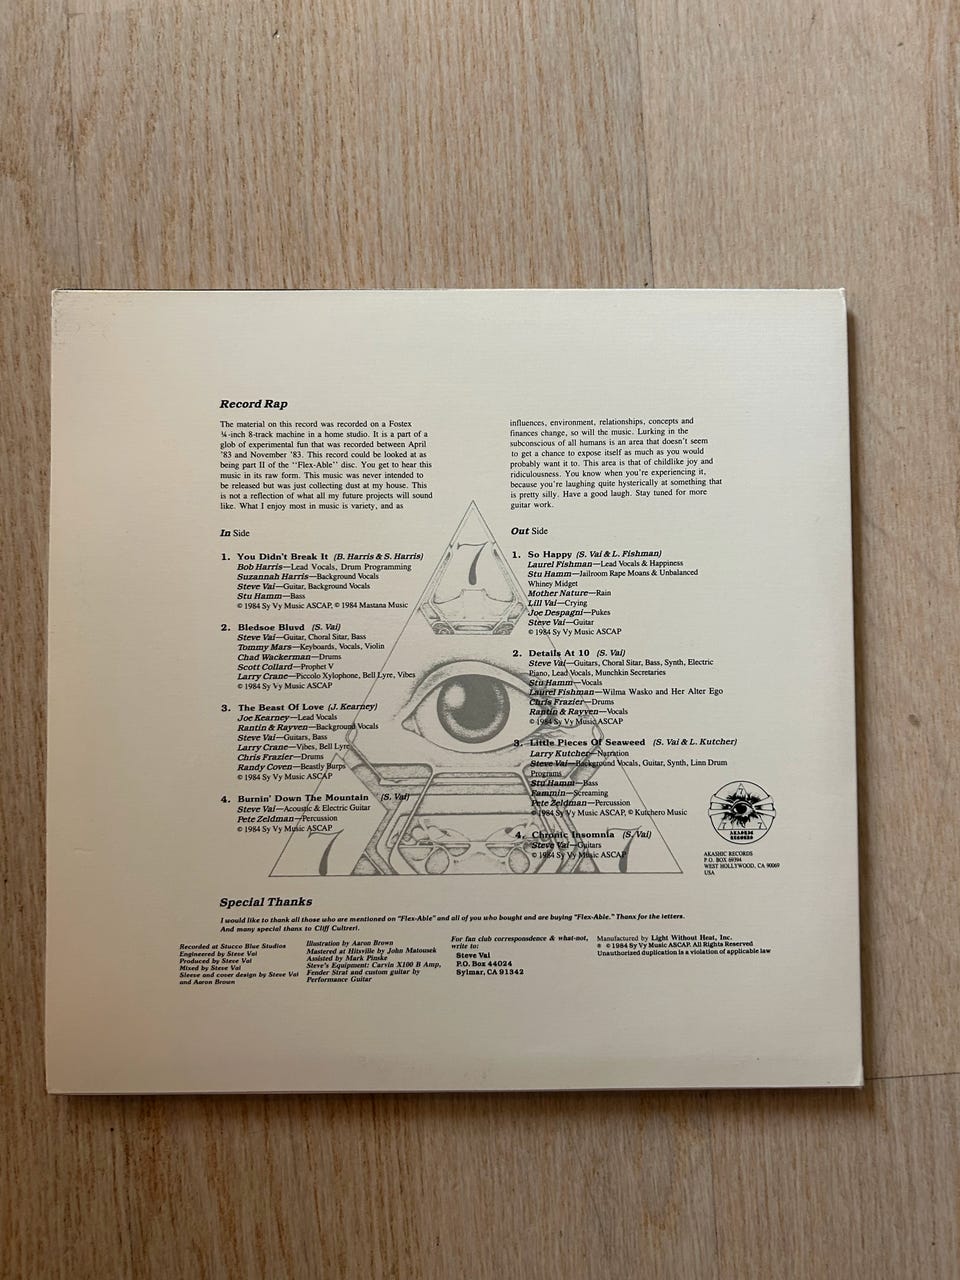 Record Rap
The material on this record was recorded on a Fostex
¼-inch 8-track machine in a home studio. It is a part of a
glob of experimental fun that was recorded between April
'83 and November '83. This record could be looked at as
being part II of the "Flex-Able" disc. You get to hear this
music in its raw form. This music was never intended to
be released but was just collecting dust at my house. This
is not a reflection of what all my future projects will sound
like. What I enjoy most in music is variety, and as
influences, environment, relationships, concepts and
finances change, so will the music. Lurking in the
subconscious of all humans is an area that doesn't seem
to get a chance to expose itself as much as you would
probably want it to. This area is that of childlike joy and
ridiculousness. You know when you're experiencing it,
because you're laughing quite hysterically at something that
is pretty silly. Have a good laugh. Stay tuned for more
guitar work.
In Side
1. You Didn't Break It (B. Harris & S. Harris)
Bob Harris—Lead Vocals, Drum Programming
Suzannah Harris—Background Vocals
Steve Vai—Guitar, Background Vocals
Stu Hamm—Bass
© 1984 Sy Vy Music ASCAP, © 1984 Mastana Music
2. Bledsoe Bluvd (S. Vai)
Steve Vai—Guitar, Choral Sitar, Bass
Tommy Mars—Keyboards, Vocals, Violin
Chad Wackerman—Drums
Scott Collard—Prophet V
Larry Crane—Piccolo Xylophone, Bell Lyre, Vibes
© 1984 Sy Vy Music ASCAP
3. The Beast Of Love (J. Kearney)
Joe Kearney—Lead Vocals
Rantin & Rayven—Background Vocals
Steve Vai—Guitars, Bass
Larry Crane—Vibes, Bell Lyre
Chris Frazier—Drums
Randy Coven—Beastly Burps
© 1984 Sy Vy Music ASCAP
4. Burnin' Down The Mountain (S. Vai)
Steve Vai—Acoustic & Electric Guitar
Pete Zeldman—Percussion
© 1984 Sy Vy Music ASCAP
Out Side
1. So Happy (S. Vai & L. Fishman)
Laurel Fishman—Lead Vocals & Happiness
Stu Hamm—Jailroom Rape Moans & Unbalanced
Whiney Midget
Mother Nature—Rain
Lill Vai—Crying
Joe Despagni—Pukes
Steve Vai—Guitar
© 1984 Sy Vy Music ASCAP
2. Details At 10 (S. Vai)
Steve Vai—Guitars, Choral Sitar, Bass, Synth, Electric
Piano, Lead Vocals, Munchkin Secretaries
Stu Hamm—Vocals
Laurel Fishman—Wilma Wasko and Her Alter Ego
Chris Frazier—Drums
Rantin & Rayven—Vocals
© 1984 Sy Vy Music ASCAP
3. Little Pieces Of Seaweed (S. Vai & L. Kutcher)
Larry Kutcher—Narration
Steve Vai—Background Vocals, Guitar, Synth, Linn Drum
Programs
Stu Hamm—Bass
Fammin—Screaming
Pete Zeldman—Percussion
© 1984 Sy Vy Music ASCAP, © Kutchero Music
4. Chronic Insomnia (S. Vai)
Steve Vai—Guitars
© 1984 Sy Vy Music ASCAP
7
7
7
7
7 7
AKASHIC
RECORDS
AKASHIC RECORDS
P.O. BOX 69394
WEST HOLLYWOOD, CA 90069
USA
Special Thanks
I would like to thank all those who are mentioned on "Flex-Able" and all of you who bought and are buying "Flex-Able." Thanx for the letters.
And many special thanx to Cliff Cultreri.
Recorded at Stucco Blue Studios
Engineered by Steve Vai
Produced by Steve Vai
Mixed by Steve Vai
Sleeve and cover design by Steve Vai
and Aaron Brown
Illustration by Aaron Brown
Mastered at Hitsville by John Matousek
Assisted by Mark Pinske
Steve's Equipment: Carvin X100 B Amp,
Fender Strat and custom guitar by
Performance Guitar
For fan club correspondence & what-not,
write to:
Steve Vai
P.O. Box 44024
Sylmar, CA 91342
Manufactured by Light Without Heat, Inc.
℗ ©1984 Sy Vy Music ASCAP. All Rights Reserved
Unauthorized duplication is a violation of applicable law